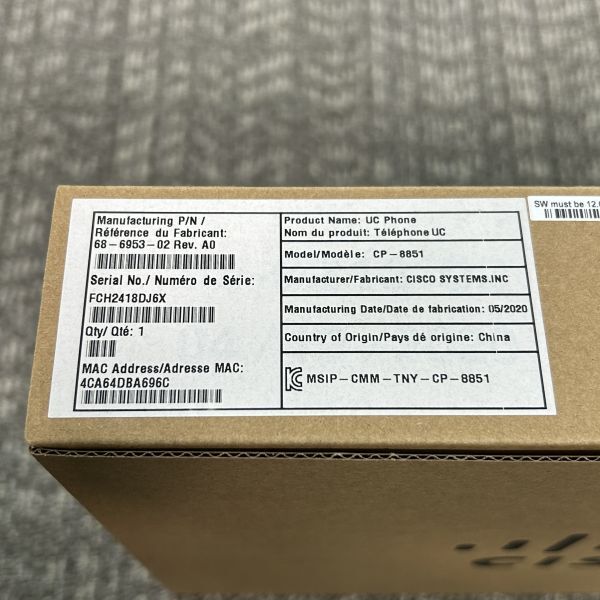 Manufacturing P/N /
Référence du Fabricant:
68-6953-02 Rev. A0
Serial No./ Numéro de Série:
FCH2418DJ6X
Qty/ Qté: 1
MAC Address/Adresse MAC:
4CA64DBA696C
Product Name: UC Phone
Nom du produit: Téléphone UC
Model/Modèle: CP-8851
Manufacturer/Fabricant: CISCO SYSTEMS.INC
Manufacturing Date/Date de fabrication: 05/2020
Country of Origin/Pays dé origine: China
MSIP-CMM-TNY-CP-8851
SW must be 12.